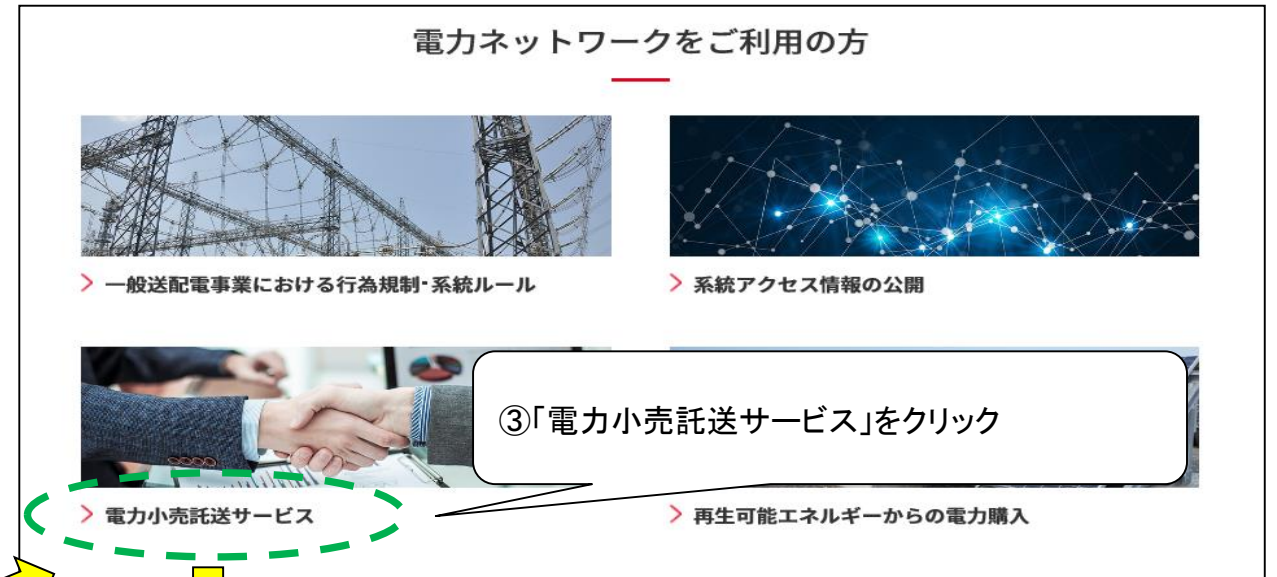 電力ネットワークをご利用の方
一般送配電事業における行為規制・系統ルール
系統アクセス情報の公開
③「電力小売託送サービス」をクリック
電力小売託送サービス
再生可能エネルギーからの電力購入